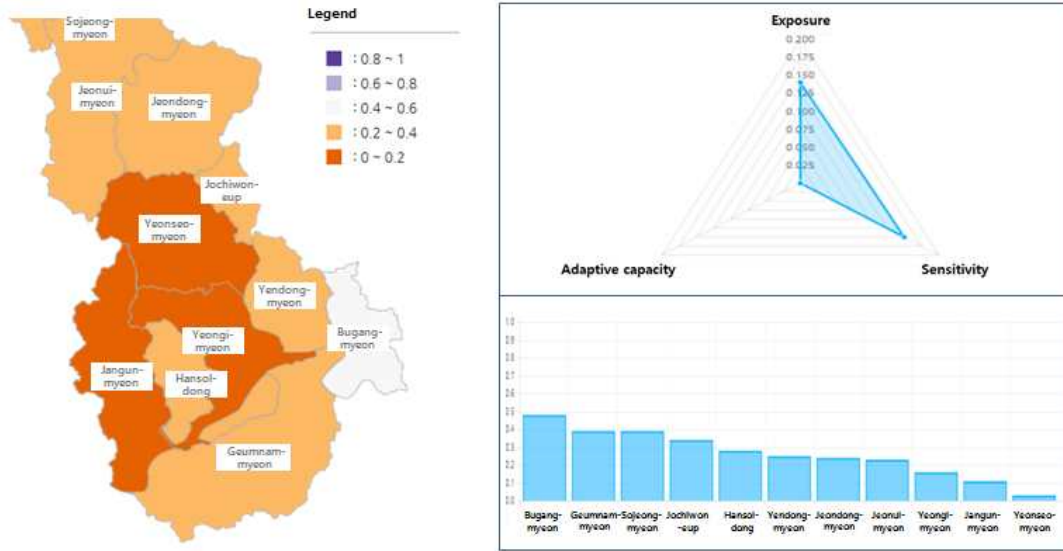 Sojeong-
myeon
Jeonui-
myeon
Jeondong-
myeon
Jochiwon-
eup
Yeonseo-
myeon
Yendong-
myeon
Bugang-
myeon
Yeongi-
myeon
Jangun-
myeon
Hansol-
dong
Geumnam-
myeon
Legend
: 0.8 ~ 1
: 0.6 ~ 0.8
: 0.4 ~ 0.6
: 0.2 ~ 0.4
: 0 ~ 0.2
Exposure
0.200
0.175
0.150
0.125
0.100
0.075
0.050
0.025
Adaptive capacity
Sensitivity
1.0
0.9
0.8
0.7
0.6
0.5
0.4
0.3
0.2
0.1
0.0
Bugang-
myeon
Geumnam-
myeon
Sojeong-
myeon
Jochiwon
-eup
Hansol-
dong
Yendong-
myeon
Jeondong-
myeon
Jeonui-
myeon
Yeongi-
myeon
Jangun-
myeon
Yeonseo-
myeon